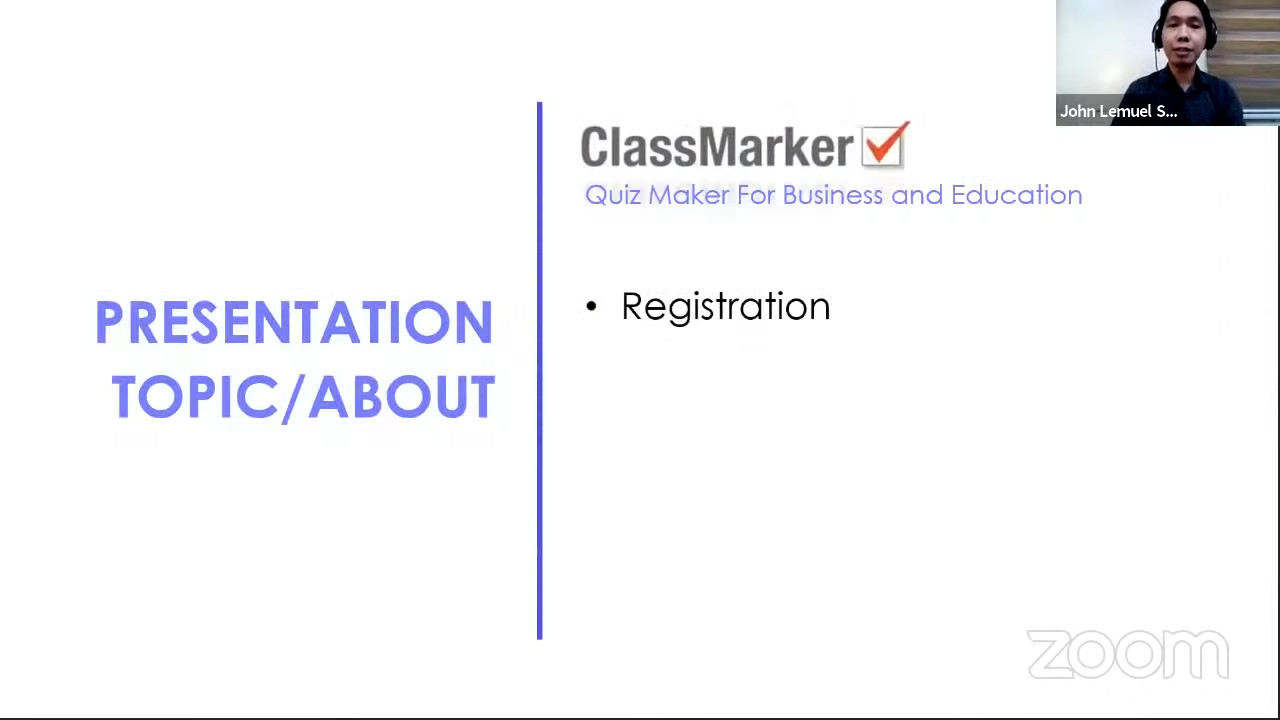 John Lemuel S...
ClassMarker
Quiz Maker For Business and Education
PRESENTATION
TOPIC/ABOUT
• Registration
zoom